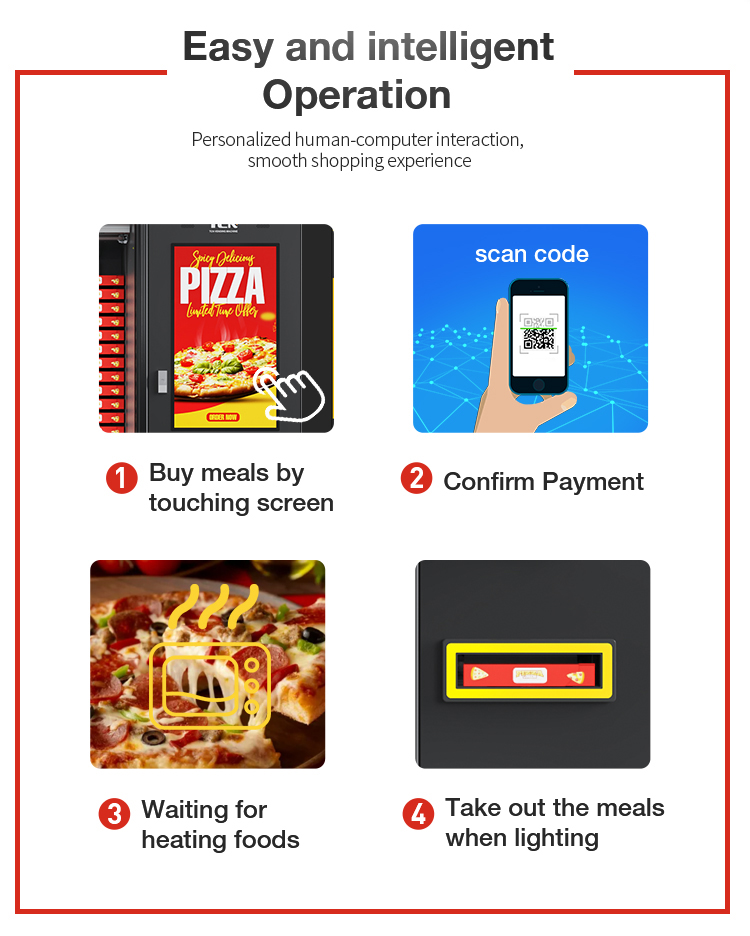 Easy and intelligent
Operation
Personalized human-computer interaction,
smooth shopping experience
Spicy Delicious
PIZZA
Limited Time Offer
ORDER NOW
scan code
1 Buy meals by
touching screen
2 Confirm Payment
3 Waiting for
heating foods
4 Take out the meals
when lighting